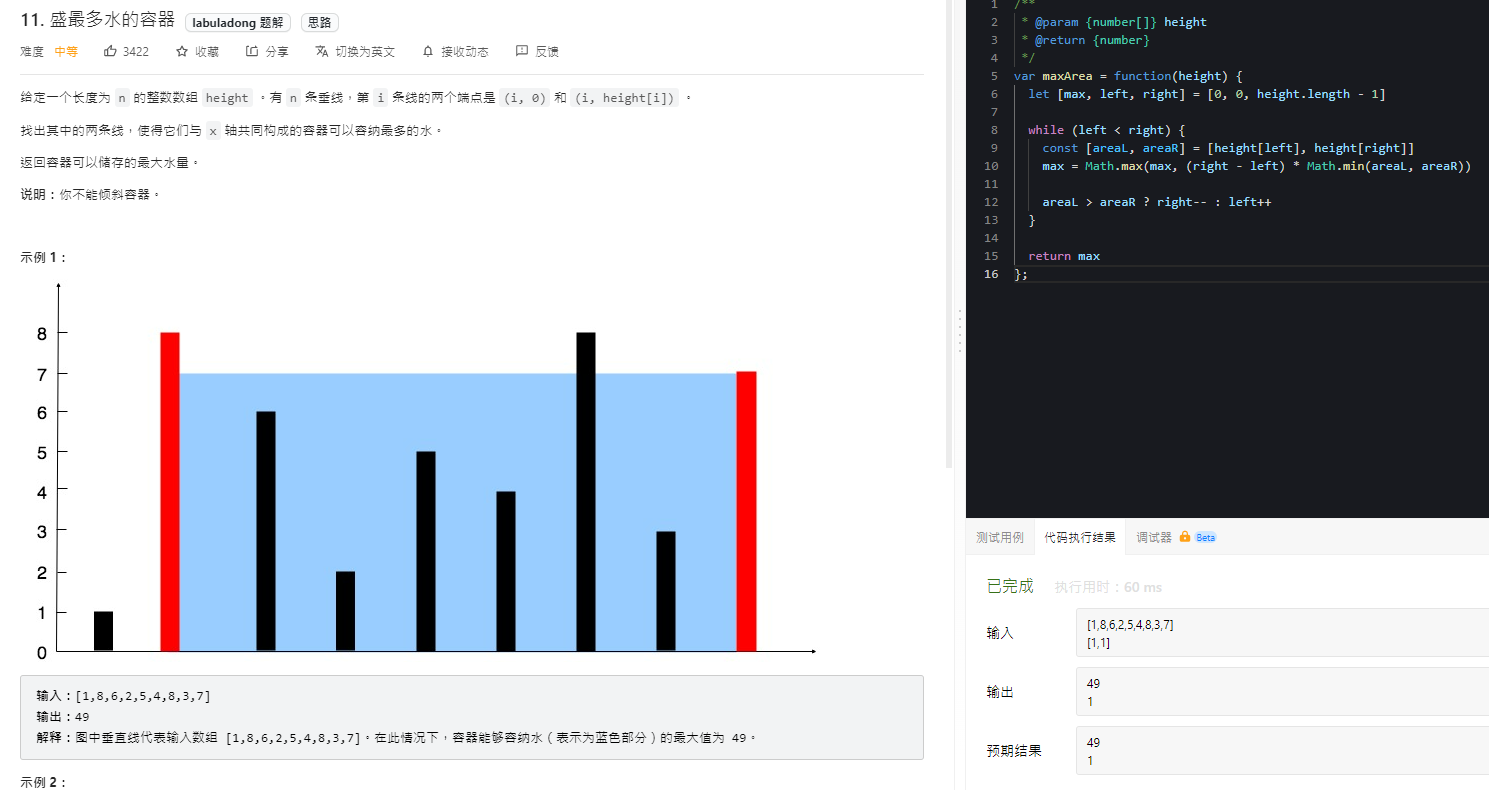 11. 盛最多水的容器 labuladong 题解 思路
难度 中等 3422 收藏 分享 切换为英文 接收动态 反馈
给定一个长度为 n 的整数数组 height 。有 n 条垂线，第 i 条线的两个端点是 (i, 0) 和 (i, height[i]) 。
找出其中的两条线，使得它们与 x 轴共同构成的容器可以容纳最多的水。
返回容器可以储存的最大水量。
说明：你不能倾斜容器。
示例 1：
8
7
6
5
4
3
2
1
0
输入：[1,8,6,2,5,4,8,3,7]
输出：49
解释：图中垂直线代表输入数组 [1,8,6,2,5,4,8,3,7]。在此情况下，容器能够容纳水（表示为蓝色部分）的最大值为 49。
示例 2：
1 /**
2 * @param {number[]} height
3 * @return {number}
4 */
5 var maxArea = function(height) {
6 let [max, left, right] = [0, 0, height.length - 1]
7
8 while (left < right) {
9 const [areaL, areaR] = [height[left], height[right]]
10 max = Math.max(max, (right - left) * Math.min(areaL, areaR))
11
12 areaL > areaR ? right-- : left++
13 }
14
15 return max
16 };
测试用例 代码执行结果 调试器 Beta
已完成 执行用时：60 ms
输入
[1,8,6,2,5,4,8,3,7]
[1,1]
输出
49
1
预期结果
49
1